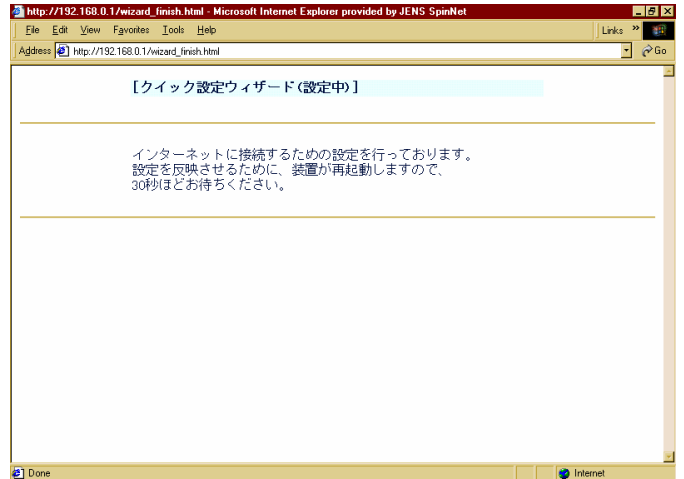 http://192.168.0.1/wizard_finish.html - Microsoft Internet Explorer provided by JENS SpinNet
File Edit View Favorites Tools Help Links »
Address http://192.168.0.1/wizard_finish.html Go
[クイック設定ウィザード(設定中)]
インターネットに接続するための設定を行っております。
設定を反映させるために、装置が再起動しますので、
30秒ほどお待ちください。
Done Internet